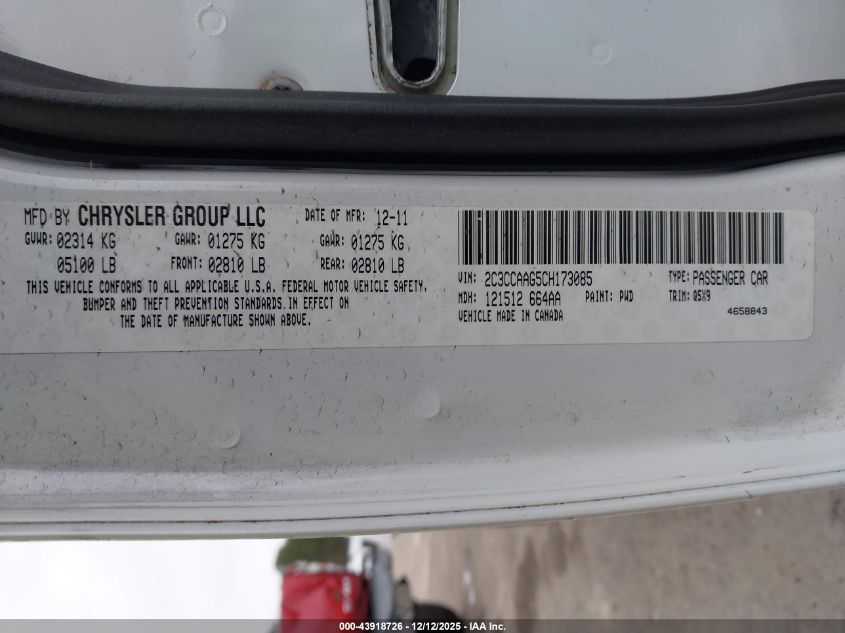 MFD BY CHRYSLER GROUP LLC DATE OF MFR: 12-11
GVWR: 02314 KG GAWR: 01275 KG GAWR: 01275 KG
05100 LB FRONT: 02810 LB REAR: 02810 LB
THIS VEHICLE CONFORMS TO ALL APPLICABLE U.S.A. FEDERAL MOTOR VEHICLE SAFETY,
BUMPER AND THEFT PREVENTION STANDARDS IN EFFECT ON
THE DATE OF MANUFACTURE SHOWN ABOVE.
VIN: 2C3CCAAG5CH173085 TYPE: PASSENGER CAR
MDH: 121512 664AA PAINT: PWD TRIM: Q5X9
VEHICLE MADE IN CANADA 4658843
000-43918726 - 12/12/2025 - IAA Inc.